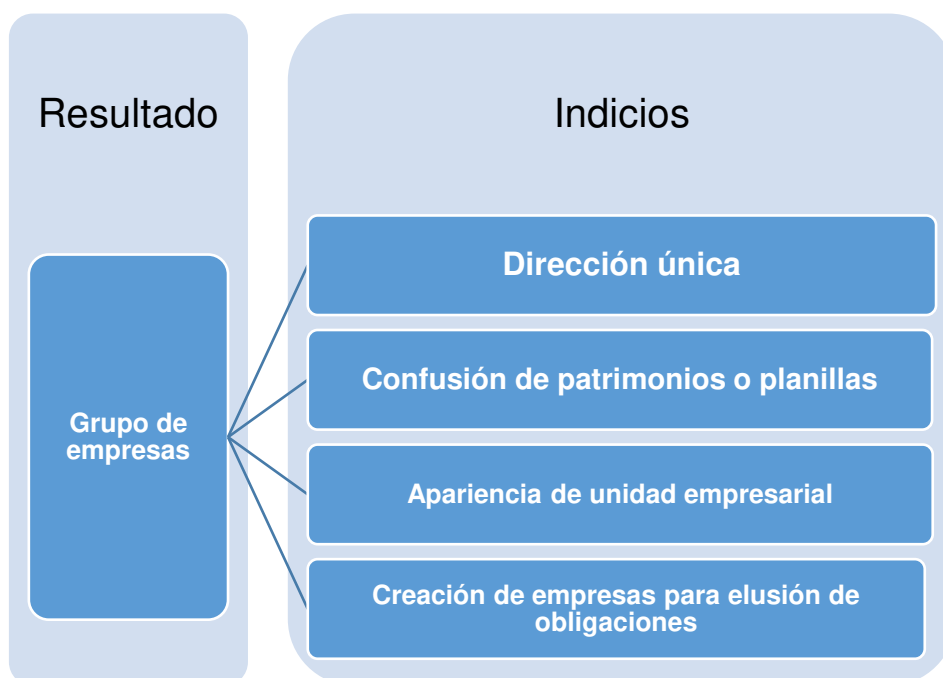 Resultado
Indicios
Grupo de
empresas
Dirección única
Confusión de patrimonios o planillas
Apariencia de unidad empresarial
Creación de empresas para elusión de
obligaciones